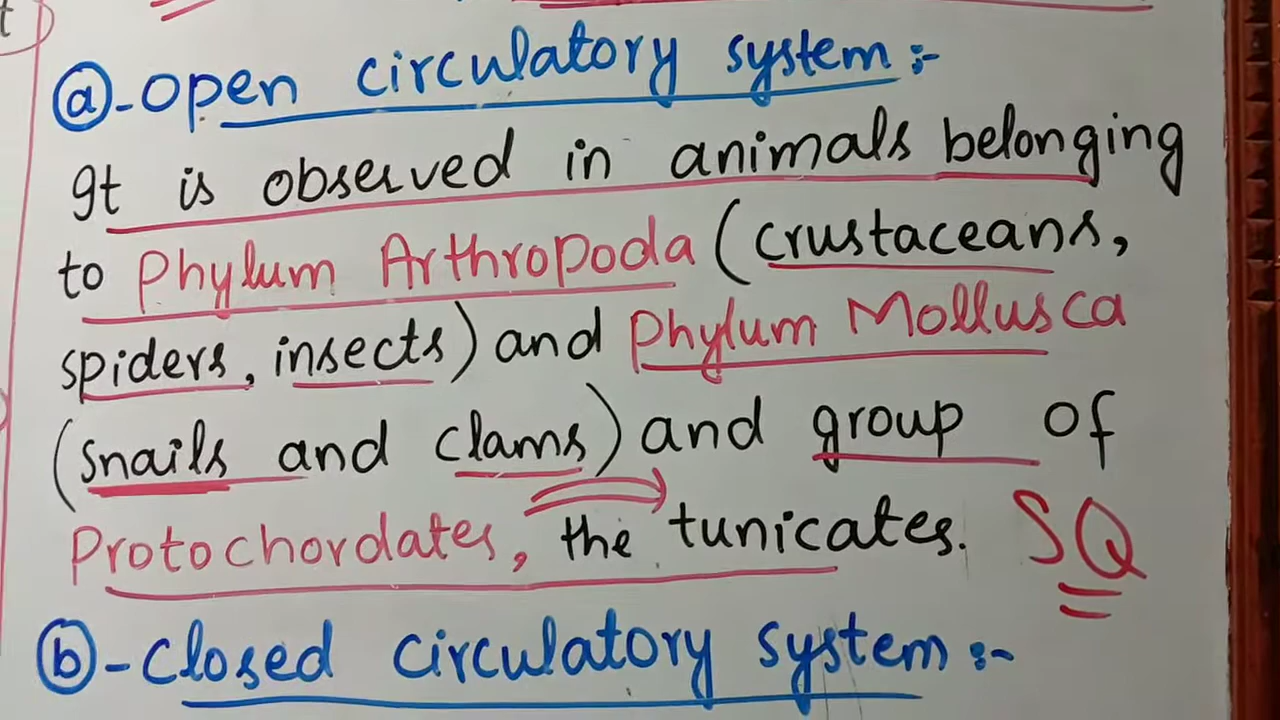 t
ⓐ-open circulatory system :-
It is observed in animals belonging
to Phylum Arthropoda (crustaceans,
spiders, insects) and Phylum Mollusca
(snails and clams) and group of
Protochordates, the tunicates. SQ
ⓑ-closed circulatory system :-